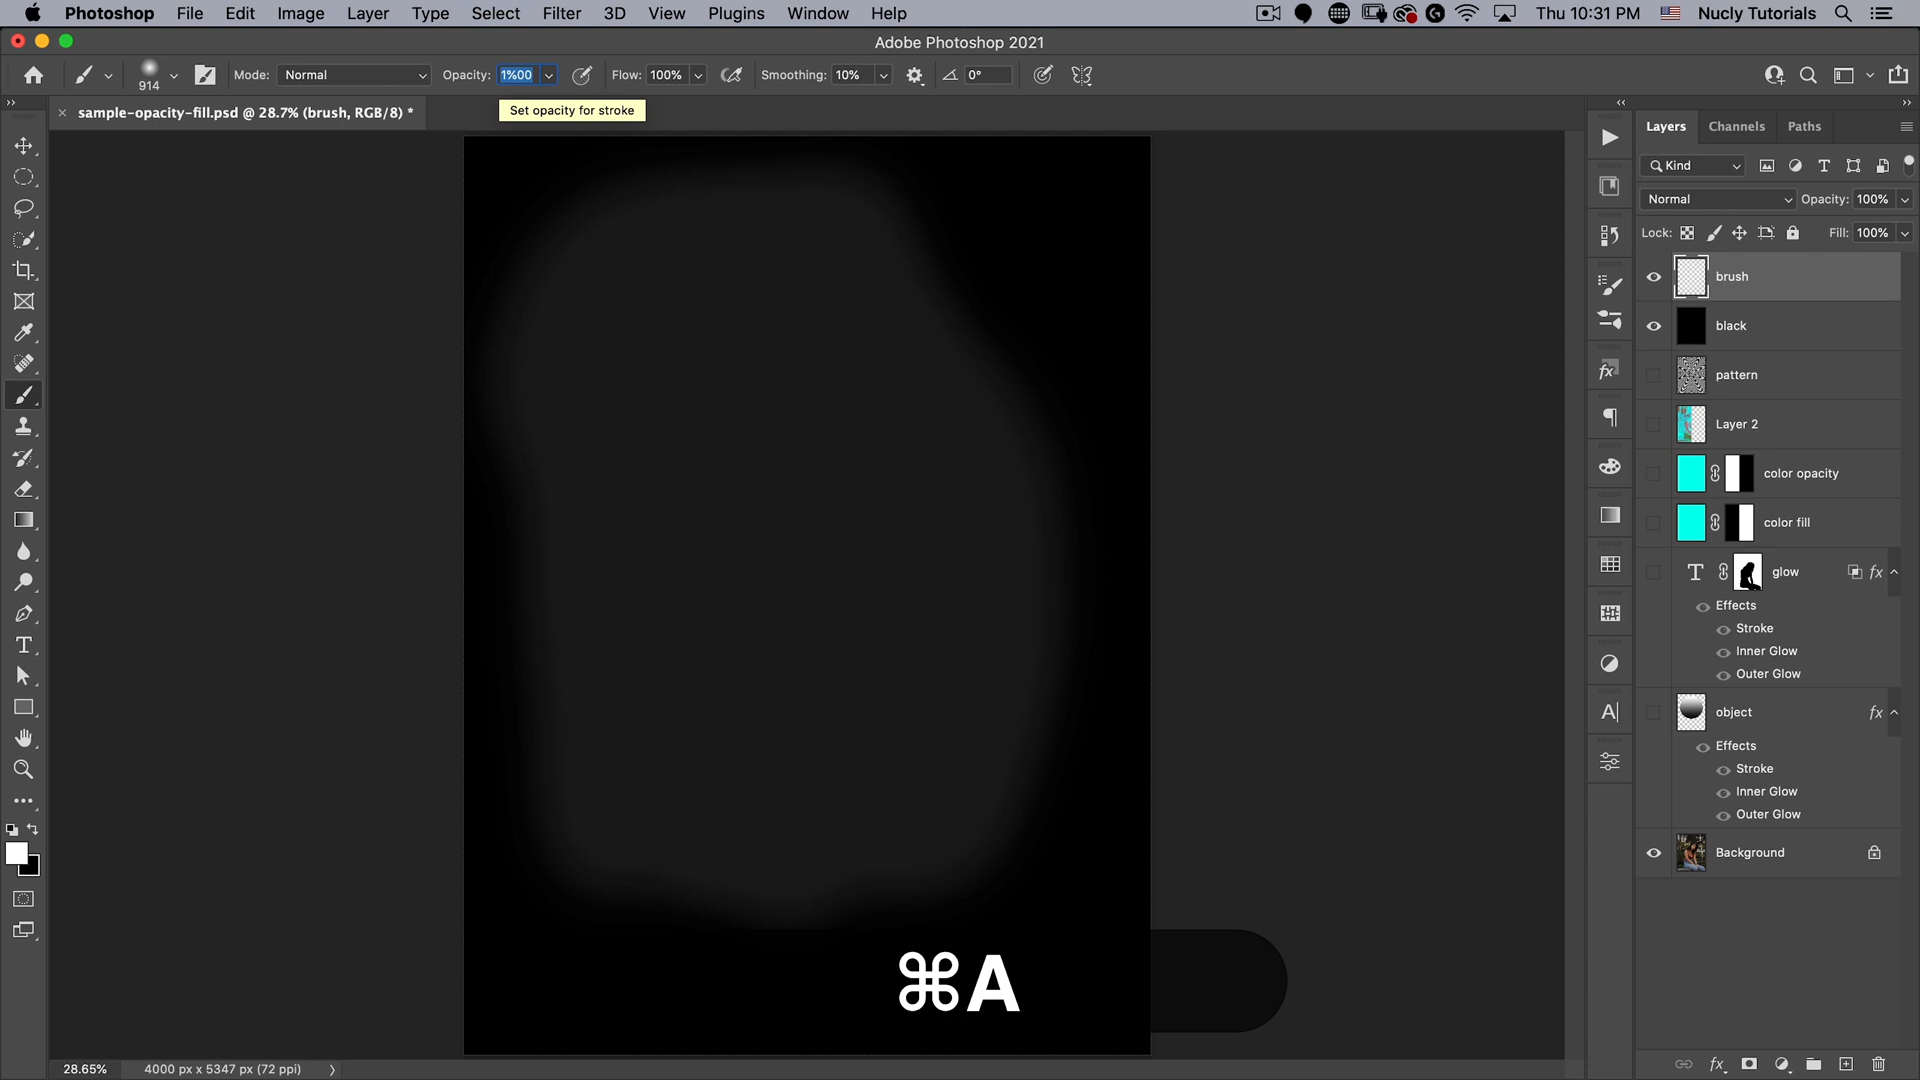 Photoshop File Edit Image Layer Type Select Filter 3D View Plugins Window Help Thu 10:31 PM Nucly Tutorials
Adobe Photoshop 2021
914 Mode: Normal Opacity: 1%00 Flow: 100% Smoothing: 10% 0°
Set opacity for stroke
sample-opacity-fill.psd @ 28.7% (brush, RGB/8) *
Layers Channels Paths
Kind
Normal Opacity: 100%
Lock: Fill: 100%
brush
black
pattern
Layer 2
color opacity
color fill
glow fx
Effects
Stroke
Inner Glow
Outer Glow
object fx
Effects
Stroke
Inner Glow
Outer Glow
Background
⌘A
28.65% 4000 px x 5347 px (72 ppi)